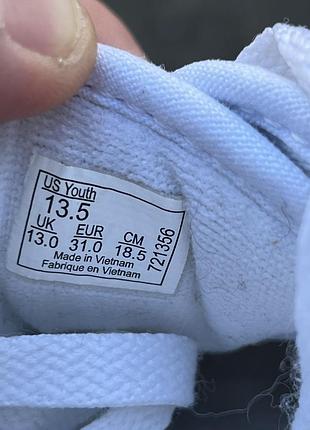 US Youth
13.5
UK EUR CM
13.0 31.0 18.5
Made in Vietnam
Fabrique en Vietnam
721356